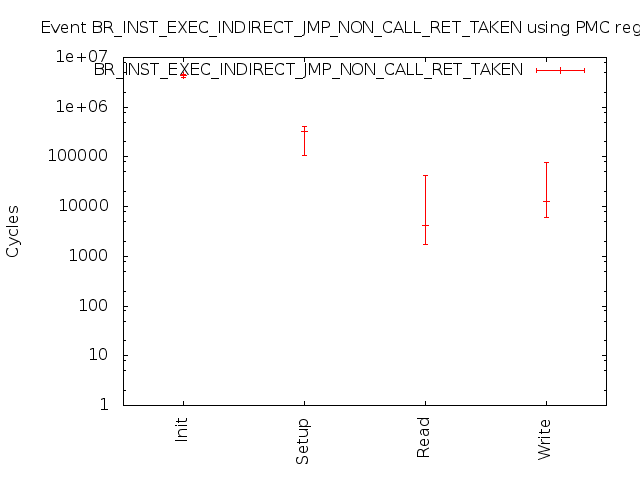 Event BR_INST_EXEC_INDIRECT_JMP_NON_CALL_RET_TAKEN using PMC reg
BR_INST_EXEC_INDIRECT_JMP_NON_CALL_RET_TAKEN
1e+07
1e+06
100000
10000
1000
100
10
1
Cycles
Init
Setup
Read
Write